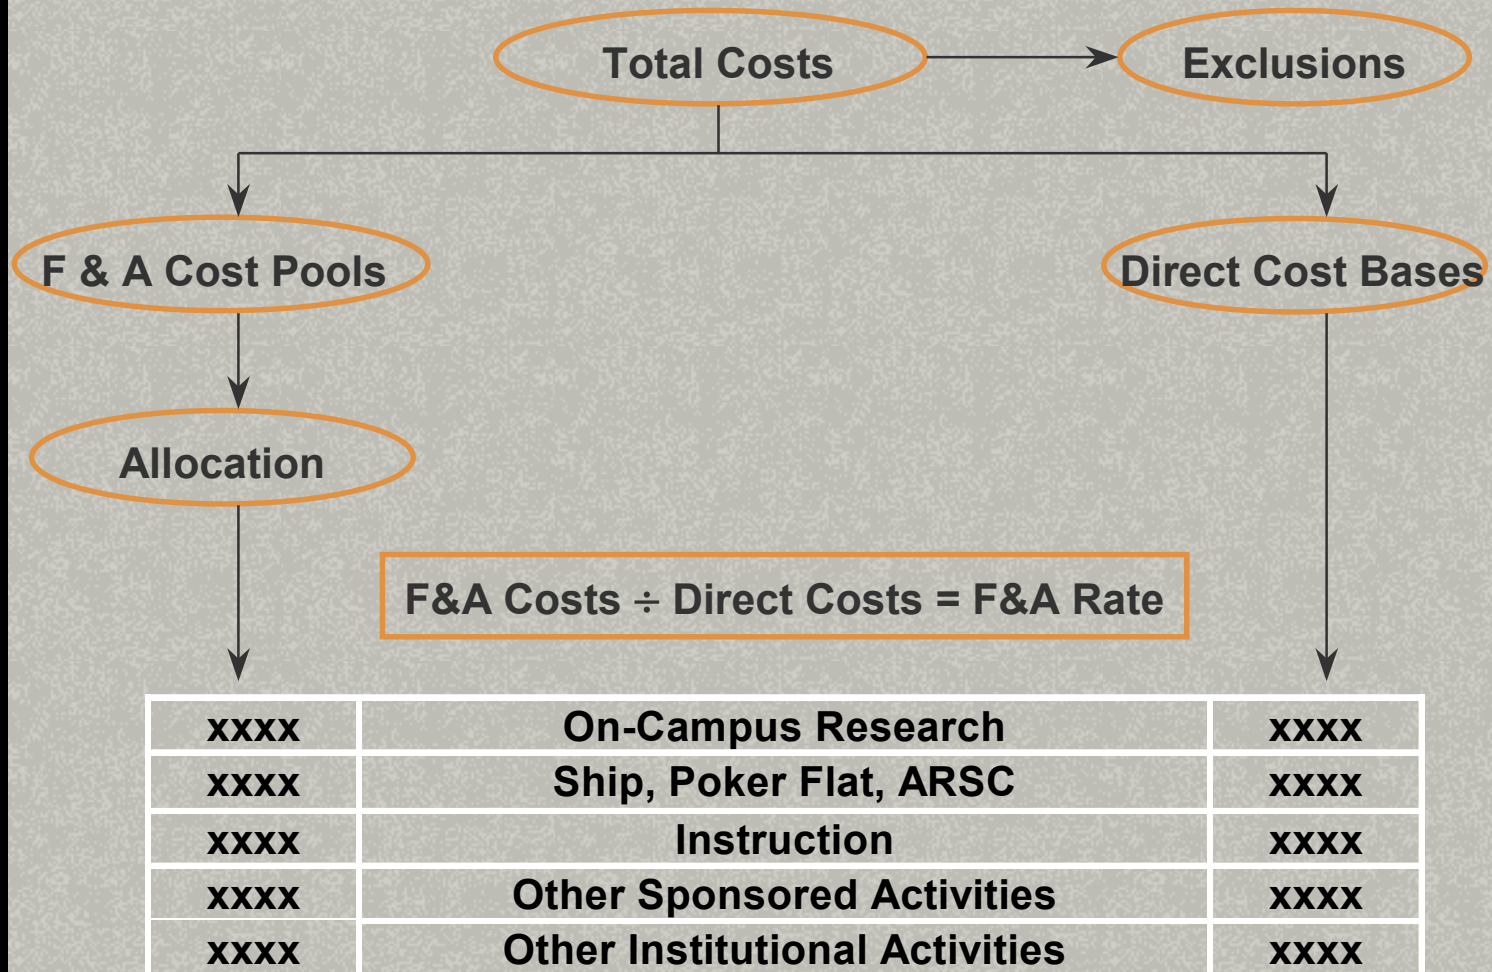 Total Costs
Exclusions
F & A Cost Pools
Direct Cost Bases
Allocation
F&A Costs ÷ Direct Costs = F&A Rate
xxxx On-Campus Research xxxx
xxxx Ship, Poker Flat, ARSC xxxx
xxxx Instruction xxxx
xxxx Other Sponsored Activities xxxx
xxxx Other Institutional Activities xxxx